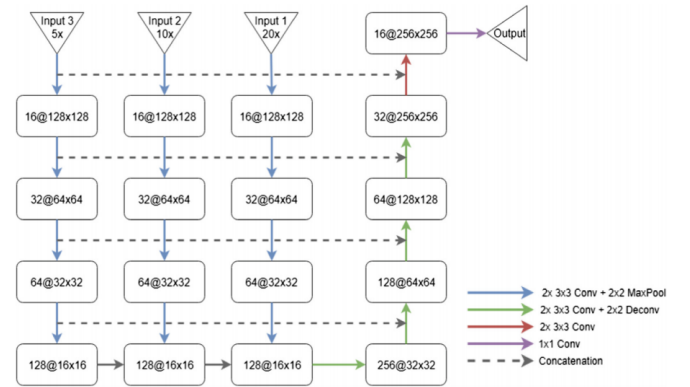 Input 3
5x
Input 2
10x
Input 1
20x
16@256x256
Output
16@128x128
16@128x128
16@128x128
32@256x256
32@64x64
32@64x64
32@64x64
64@128x128
64@32x32
64@32x32
64@32x32
128@64x64
128@16x16
128@16x16
128@16x16
256@32x32
2x 3x3 Conv + 2x2 MaxPool
2x 3x3 Conv + 2x2 Deconv
2x 3x3 Conv
1x1 Conv
Concatenation